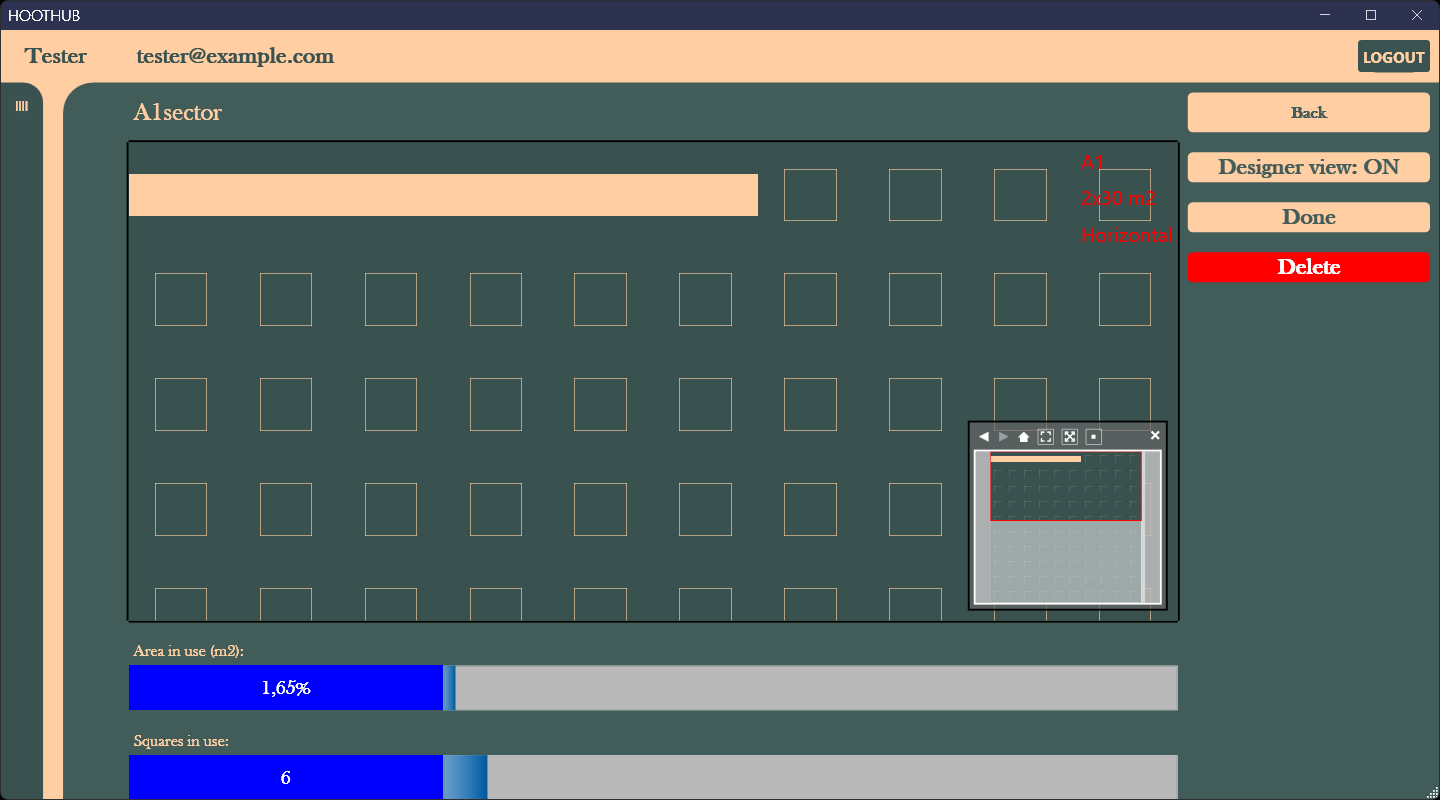 HOOTHUB
Tester tester@example.com LOGOUT
A1sector
Back
Designer view: ON
Done
Delete
A1
2x30 m2
Horizontal
Area in use (m2):
1,65%
Squares in use:
6